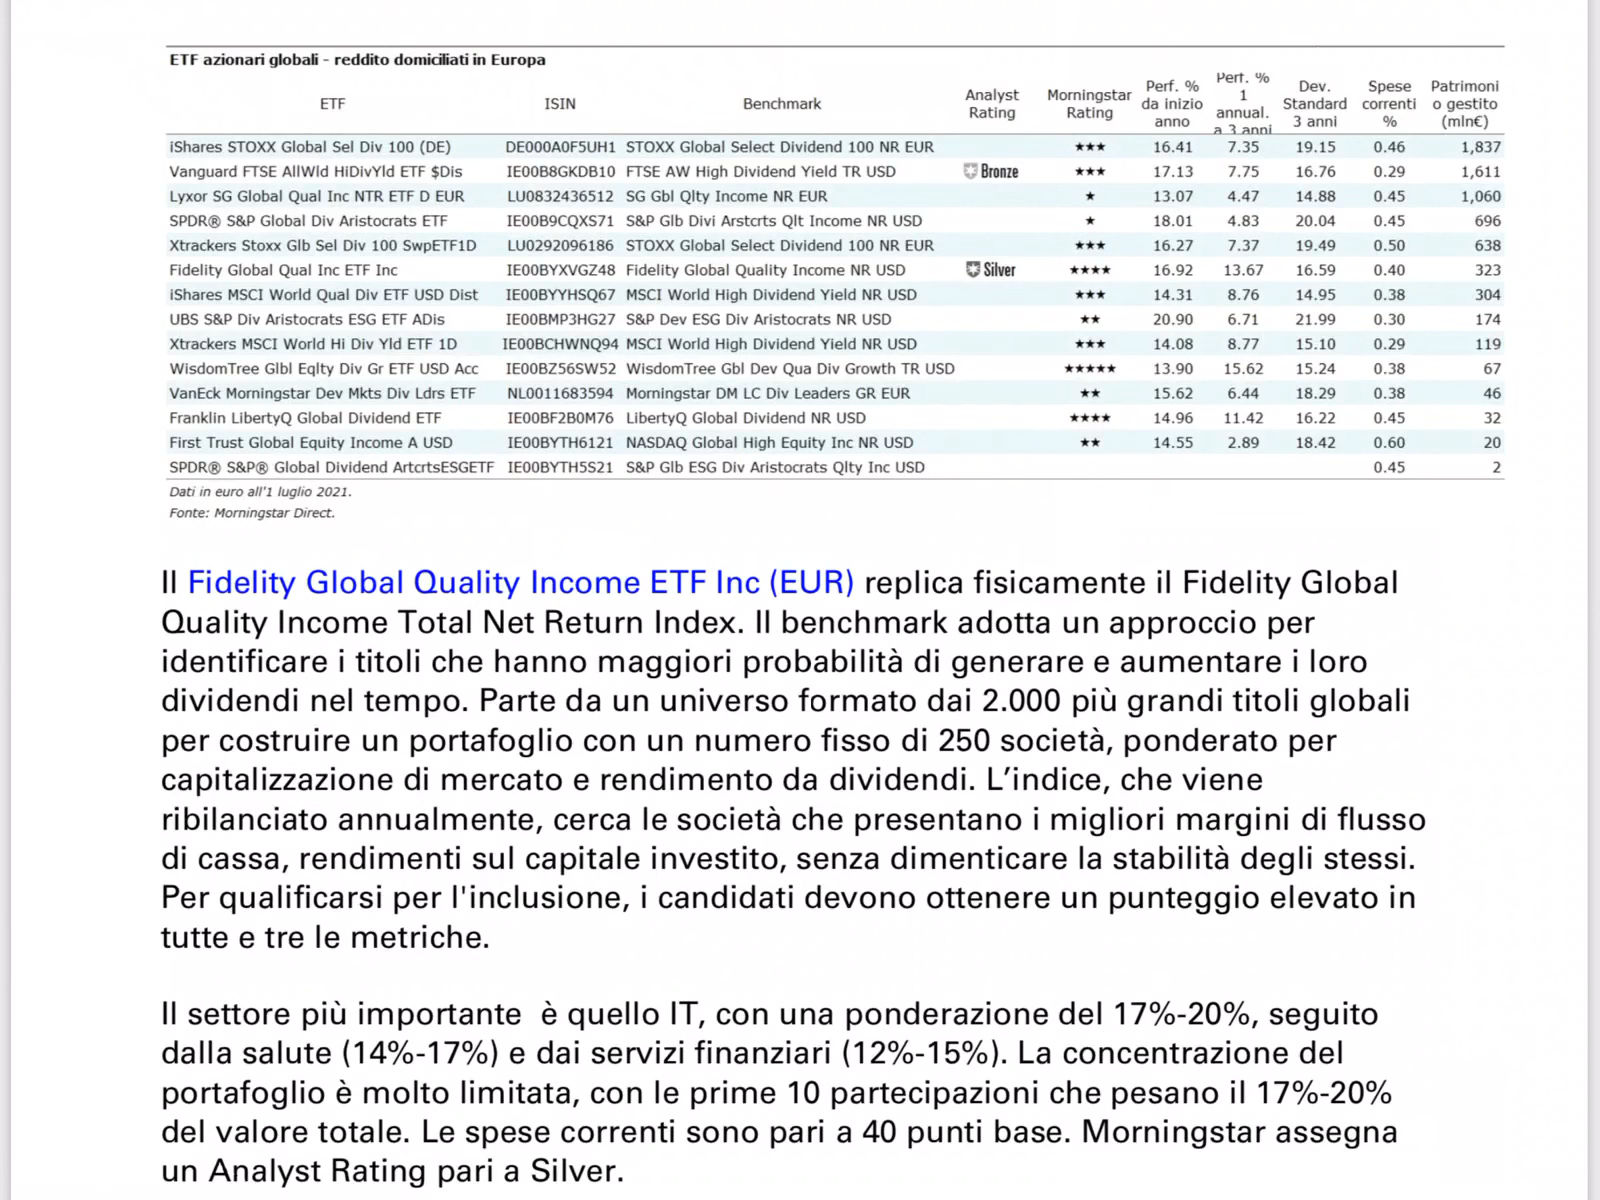 ETF azionari globali - reddito domiciliati in Europa
ETF ISIN Benchmark Analyst Rating Morningstar Rating Perf. % da inizio anno Perf. % 1 annual. a 3 anni Dev. Standard 3 anni Spese correnti % Patrimoni o gestito (mln€)
iShares STOXX Global Sel Div 100 (DE) DE000A0F5UH1 STOXX Global Select Dividend 100 NR EUR ★★★ 16.41 7.35 19.15 0.46 1,837
Vanguard FTSE AllWld HiDivYld ETF $Dis IE00B8GKDB10 FTSE AW High Dividend Yield TR USD Bronze ★★★ 17.13 7.75 16.76 0.29 1,611
Lyxor SG Global Qual Inc NTR ETF D EUR LU0832436512 SG Gbl Qlty Income NR EUR ★ 13.07 4.47 14.88 0.45 1,060
SPDR® S&P Global Div Aristocrats ETF IE00B9CQXS71 S&P Glb Divi Arstcrts Qlt Income NR USD ★ 18.01 4.83 20.04 0.45 696
Xtrackers Stoxx Glb Sel Div 100 SwpETF1D LU0292096186 STOXX Global Select Dividend 100 NR EUR ★★★ 16.27 7.37 19.49 0.50 638
Fidelity Global Qual Inc ETF Inc IE00BYXVGZ48 Fidelity Global Quality Income NR USD Silver ★★★★ 16.92 13.67 16.59 0.40 323
iShares MSCI World Qual Div ETF USD Dist IE00BYYHSQ67 MSCI World High Dividend Yield NR USD ★★★ 14.31 8.76 14.95 0.38 304
UBS S&P Div Aristocrats ESG ETF ADis IE00BMP3HG27 S&P Dev ESG Div Aristocrats NR USD ★★ 20.90 6.71 21.99 0.30 174
Xtrackers MSCI World Hi Div Yld ETF 1D IE00BCHWNQ94 MSCI World High Dividend Yield NR USD ★★★ 14.08 8.77 15.10 0.29 119
WisdomTree Glbl Eqlty Div Gr ETF USD Acc IE00BZ56SW52 WisdomTree Gbl Dev Qua Div Growth TR USD ★★★★★ 13.90 15.62 15.24 0.38 67
VanEck Morningstar Dev Mkts Div Ldrs ETF NL0011683594 Morningstar DM LC Div Leaders GR EUR ★★ 15.62 6.44 18.29 0.38 46
Franklin LibertyQ Global Dividend ETF IE00BF2B0M76 LibertyQ Global Dividend NR USD ★★★★ 14.96 11.42 16.22 0.45 32
First Trust Global Equity Income A USD IE00BYTH6121 NASDAQ Global High Equity Inc NR USD ★★ 14.55 2.89 18.42 0.60 20
SPDR® S&P® Global Dividend ArtcrtsESGETF IE00BYTH5S21 S&P Glb ESG Div Aristocrats Qlty Inc USD 0.45 2
Dati in euro all'1 luglio 2021.
Fonte: Morningstar Direct.
Il Fidelity Global Quality Income ETF Inc (EUR) replica fisicamente il Fidelity Global
Quality Income Total Net Return Index. Il benchmark adotta un approccio per
identificare i titoli che hanno maggiori probabilità di generare e aumentare i loro
dividendi nel tempo. Parte da un universo formato dai 2.000 più grandi titoli globali
per costruire un portafoglio con un numero fisso di 250 società, ponderato per
capitalizzazione di mercato e rendimento da dividendi. L’indice, che viene
ribilanciato annualmente, cerca le società che presentano i migliori margini di flusso
di cassa, rendimenti sul capitale investito, senza dimenticare la stabilità degli stessi.
Per qualificarsi per l'inclusione, i candidati devono ottenere un punteggio elevato in
tutte e tre le metriche.
Il settore più importante  è quello IT, con una ponderazione del 17%-20%, seguito
dalla salute (14%-17%) e dai servizi finanziari (12%-15%). La concentrazione del
portafoglio è molto limitata, con le prime 10 partecipazioni che pesano il 17%-20%
del valore totale. Le spese correnti sono pari a 40 punti base. Morningstar assegna
un Analyst Rating pari a Silver.